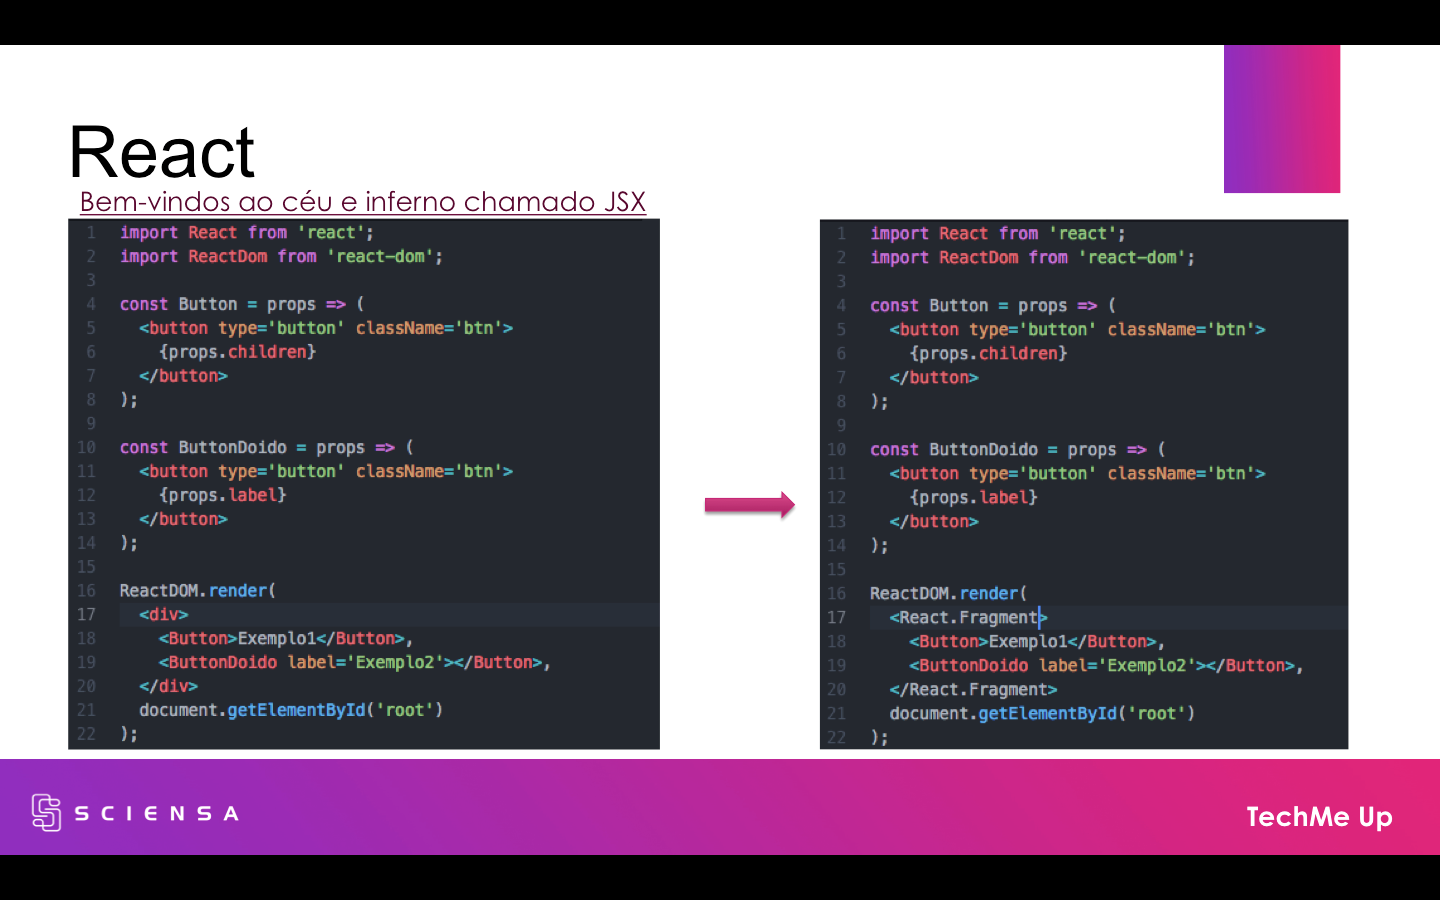 React
Bem-vindos ao céu e inferno chamado JSX
1 import React from 'react';
2 import ReactDom from 'react-dom';
3
4 const Button = props => (
5 <button type='button' className='btn'>
6 {props.children}
7 </button>
8 );
9
10 const ButtonDoido = props => (
11 <button type='button' className='btn'>
12 {props.label}
13 </button>
14 );
15
16 ReactDOM.render(
17 <div>
18 <Button>Exemplo1</Button>,
19 <ButtonDoido label='Exemplo2'></Button>,
20 </div>
21 document.getElementById('root')
22 );
1 import React from 'react';
2 import ReactDom from 'react-dom';
3
4 const Button = props => (
5 <button type='button' className='btn'>
6 {props.children}
7 </button>
8 );
9
10 const ButtonDoido = props => (
11 <button type='button' className='btn'>
12 {props.label}
13 </button>
14 );
15
16 ReactDOM.render(
17 <React.Fragment>
18 <Button>Exemplo1</Button>,
19 <ButtonDoido label='Exemplo2'></Button>,
20 </React.Fragment>
21 document.getElementById('root')
22 );
SCIENSA
TechMe Up